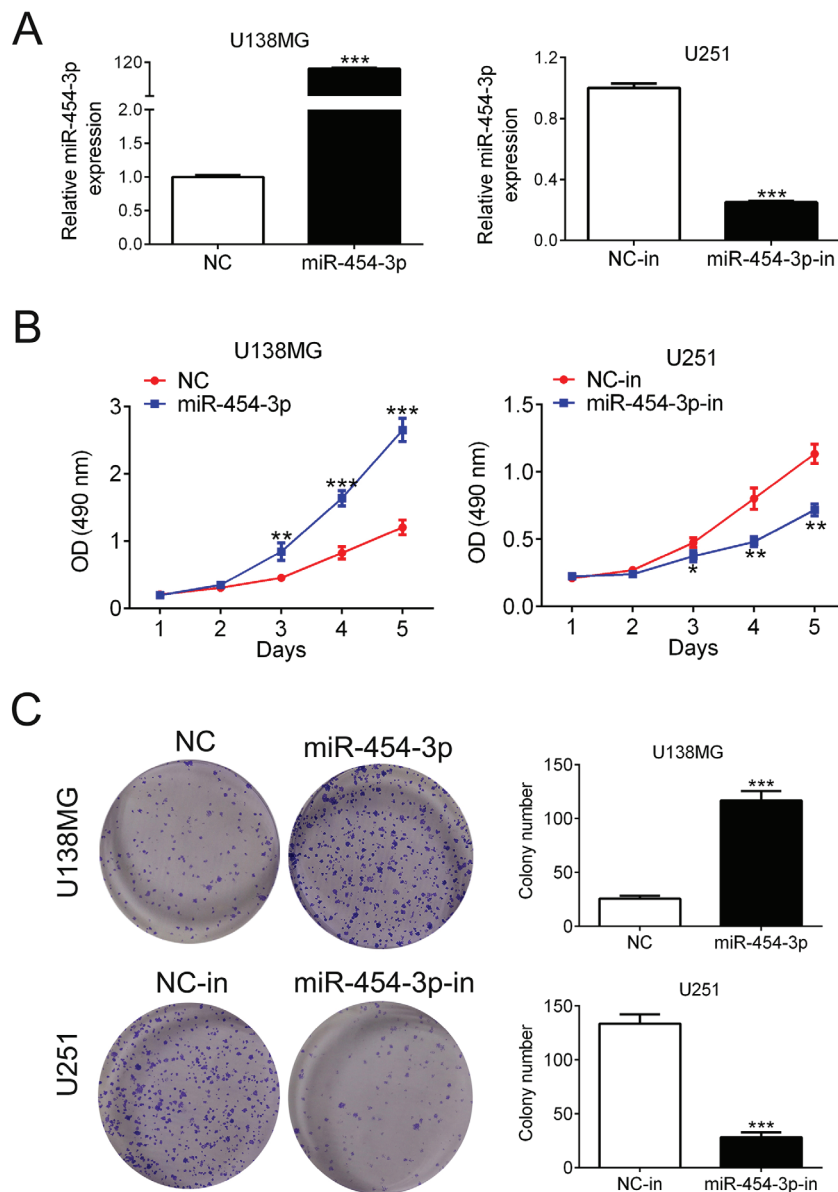 A
U138MG
Relative miR-454-3p
expression
120
2.0
1.5
1.0
0.5
0.0
***
NC
miR-454-3p
U251
Relative miR-454-3p
expression
1.2
0.8
0.4
0.0
***
NC-in
miR-454-3p-in
B
U138MG
NC
miR-454-3p
OD (490 nm)
3
2
1
0
**
***
***
1 2 3 4 5
Days
U251
NC-in
miR-454-3p-in
OD (490 nm)
1.5
1.0
0.5
0.0
*
**
**
1 2 3 4 5
Days
C
NC
miR-454-3p
U138MG
NC-in
miR-454-3p-in
U251
U138MG
Colony number
150
100
50
0
***
NC
miR-454-3p
U251
Colony number
150
100
50
0
***
NC-in
miR-454-3p-in